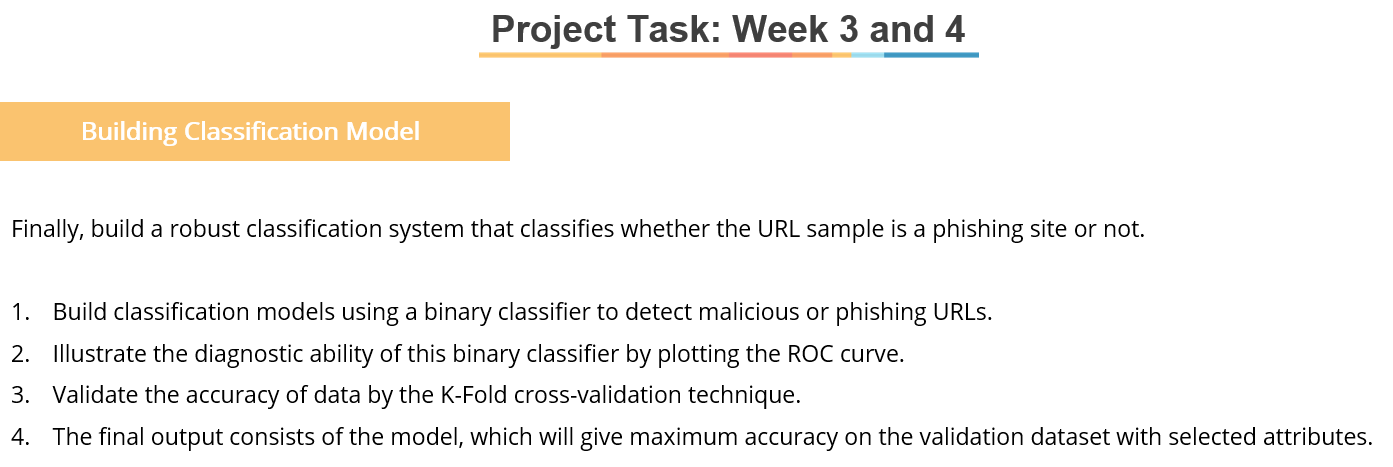 Project Task: Week 3 and 4
Building Classification Model
Finally, build a robust classification system that classifies whether the URL sample is a phishing site or not.
1. Build classification models using a binary classifier to detect malicious or phishing URLs.
2. Illustrate the diagnostic ability of this binary classifier by plotting the ROC curve.
3. Validate the accuracy of data by the K-Fold cross-validation technique.
4. The final output consists of the model, which will give maximum accuracy on the validation dataset with selected attributes.